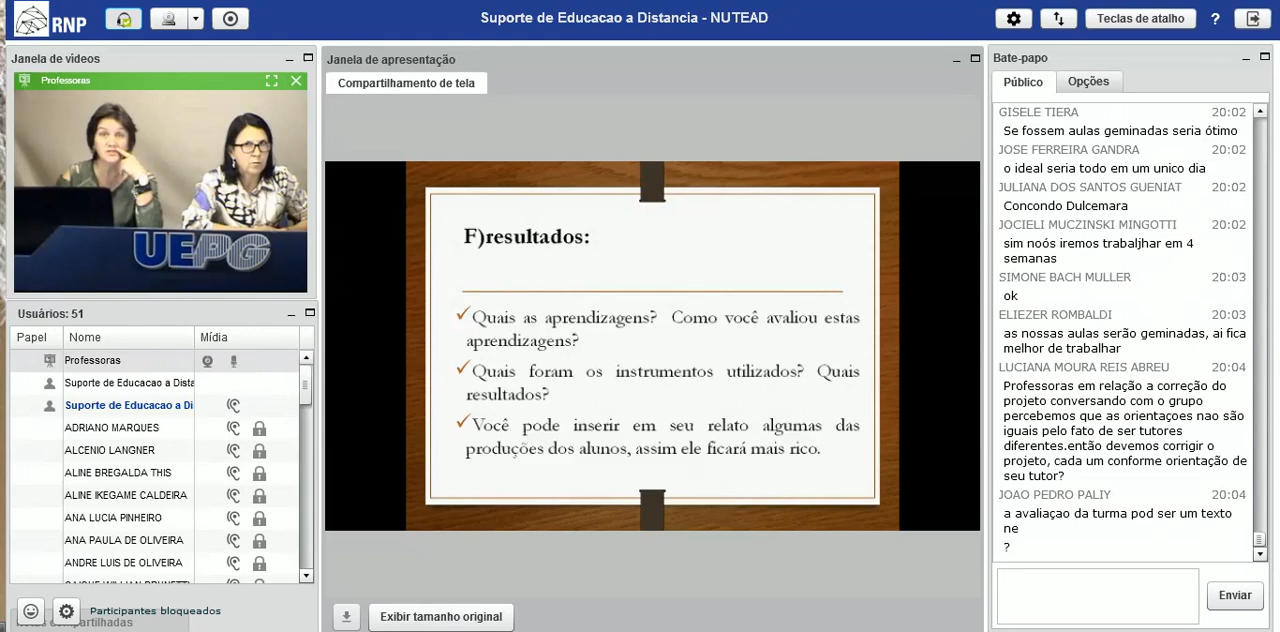 RNP
Suporte de Educacao a Distancia - NUTEAD
Teclas de atalho
?
Janela de vídeos
Professoras
UEPG
Usuários: 51
Papel
Nome
Mídia
Professoras
Suporte de Educacao a Dista
Suporte de Educacao a Di
ADRIANO MARQUES
ALCENIO LANGNER
ALINE BREGALDA THIS
ALINE IKEGAME CALDEIRA
ANA LUCIA PINHEIRO
ANA PAULA DE OLIVEIRA
ANDRE LUIS DE OLIVEIRA
Participantes bloqueados
Notas compartilhadas
Janela de apresentação
Compartilhamento de tela
F)resultados:
Quais as aprendizagens? Como você avaliou estas
aprendizagens?
Quais foram os instrumentos utilizados? Quais
resultados?
Você pode inserir em seu relato algumas das
produções dos alunos, assim ele ficará mais rico.
Exibir tamanho original
Bate-papo
Público
Opções
GISELE TIERA 20:02
Se fossem aulas geminadas seria ótimo
JOSE FERREIRA GANDRA 20:02
o ideal seria todo em um unico dia
JULIANA DOS SANTOS GUENIAT 20:02
Concondo Dulcemara
JOCIELI MUCZINSKI MINGOTTI 20:02
sim noós iremos trabaljhar em 4
semanas
SIMONE BACH MULLER 20:03
ok
ELIEZER ROMBALDI 20:03
as nossas aulas serão geminadas, ai fica
melhor de trabalhar
LUCIANA MOURA REIS ABREU 20:04
Professoras em relação a correção do
projeto conversando com o grupo
percebemos que as orientaçoes nao são
iguais pelo fato de ser tutores
diferentes.então devemos corrigir o
projeto, cada um conforme orientação de
seu tutor?
JOAO PEDRO PALIY 20:04
a avaliaçao da turma pod ser um texto
ne
?
Enviar